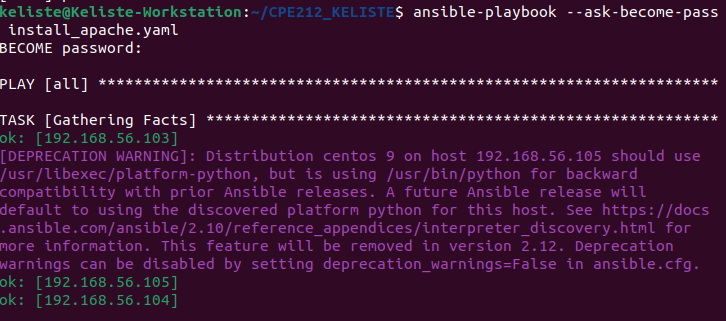 keliste@Keliste-Workstation:~/CPE212_KELISTE$ ansible-playbook --ask-become-pass
 install_apache.yaml
BECOME password:
PLAY [all] *********************************************************************
TASK [Gathering Facts] *********************************************************
ok: [192.168.56.103]
[DEPRECATION WARNING]: Distribution centos 9 on host 192.168.56.105 should use
/usr/libexec/platform-python, but is using /usr/bin/python for backward
compatibility with prior Ansible releases. A future Ansible release will
default to using the discovered platform python for this host. See https://docs
.ansible.com/ansible/2.10/reference_appendices/interpreter_discovery.html for
more information. This feature will be removed in version 2.12. Deprecation
warnings can be disabled by setting deprecation_warnings=False in ansible.cfg.
ok: [192.168.56.105]
ok: [192.168.56.104]